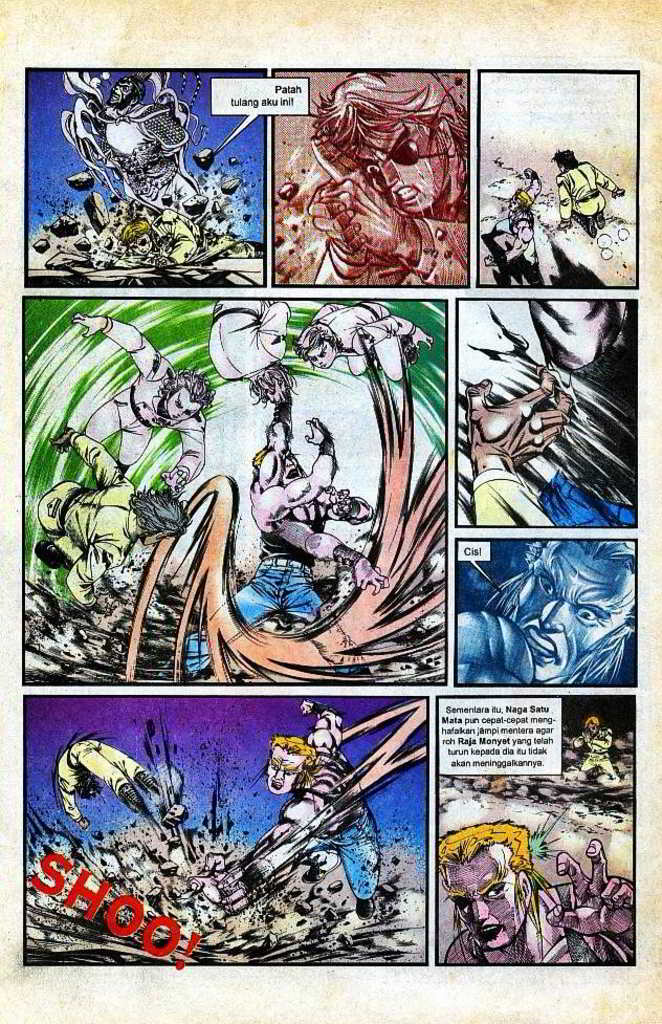 Patah
tulang aku ini!
Cis!
Sementara itu, Naga Satu
Mata pun cepat-cepat meng-
hafalkan jampi mentera agar
roh Raja Monyet yang telah
turun kepada dia itu tidak
akan meninggalkannya.
SHOO!